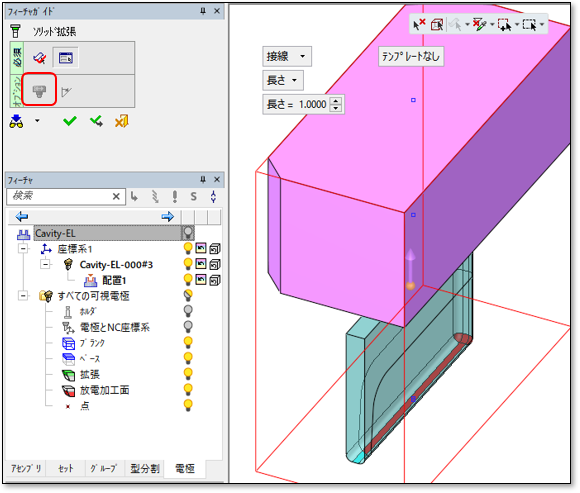 フィーチャガイド
ソリッド拡張
必須
オプション
フィーチャ
検索
S
Cavity-EL
座標系1
Cavity-EL-000#3
配置1
すべての可視電極
ホルダ
電極とNC座標系
ブランク
ベース
拡張
放電加工面
点
アセンブリ
セット
グループ
型分割
電極
接線
テンプレートなし
長さ
長さ = 1.0000